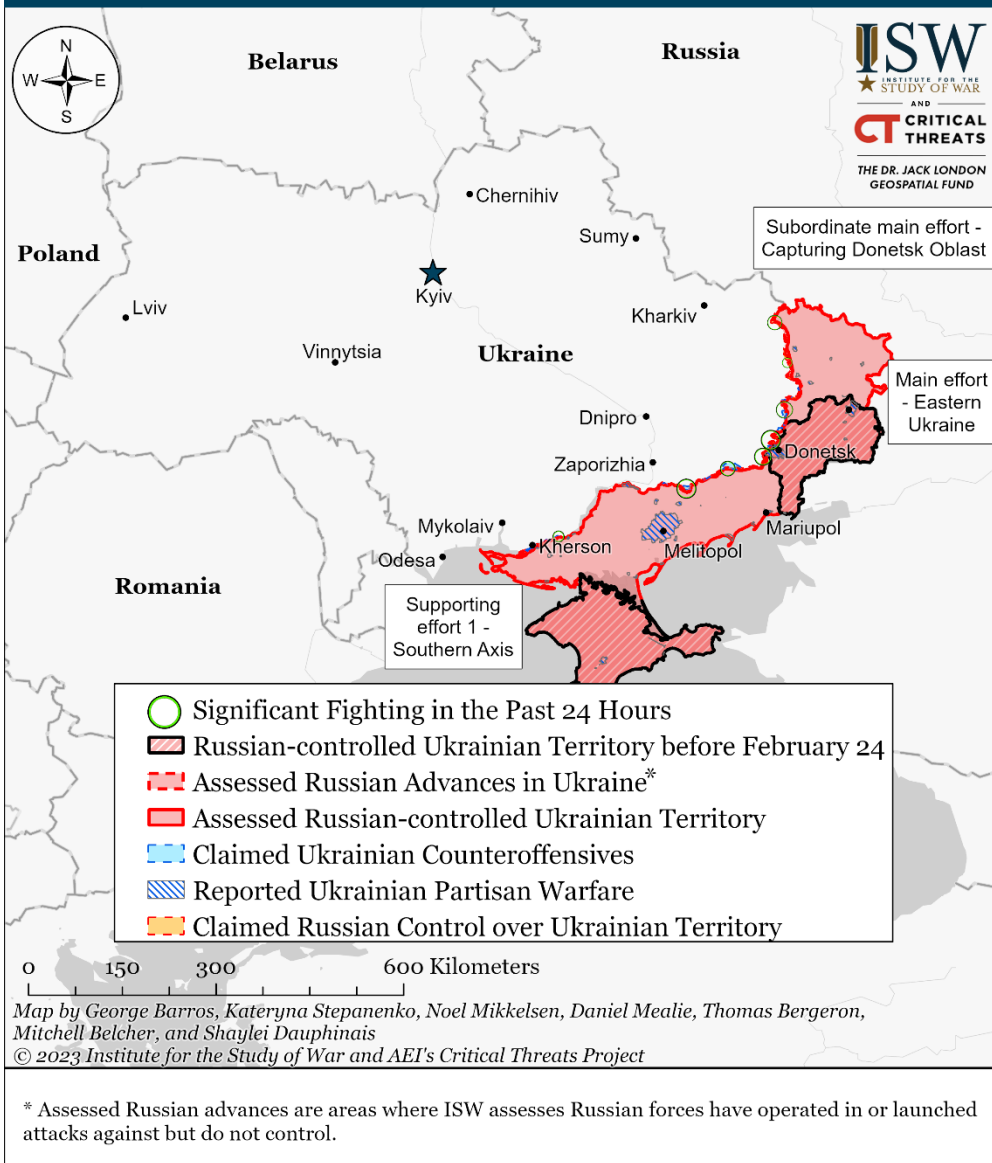 N
W
E
S
Belarus
Russia
ISW
INSTITUTE FOR THE
STUDY OF WAR
AND
CT CRITICAL
THREATS
THE DR. JACK LONDON
GEOSPATIAL FUND
Chernihiv
Subordinate main effort -
Capturing Donetsk Oblast
Sumy
Poland
Kyiv
Lviv
Kharkiv
Vinnytsia
Ukraine
Main effort
- Eastern
Ukraine
Dnipro
Donetsk
Zaporizhia
Mykolaiv
Mariupol
Kherson
Melitopol
Odesa
Romania
Supporting
effort 1 -
Southern Axis
Significant Fighting in the Past 24 Hours
Russian-controlled Ukrainian Territory before February 24
Assessed Russian Advances in Ukraine*
Assessed Russian-controlled Ukrainian Territory
Claimed Ukrainian Counteroffensives
Reported Ukrainian Partisan Warfare
Claimed Russian Control over Ukrainian Territory
0 150 300 600 Kilometers
Map by George Barros, Kateryna Stepanenko, Noel Mikkelsen, Daniel Mealie, Thomas Bergeron,
Mitchell Belcher, and Shaylei Dauphinais
© 2023 Institute for the Study of War and AEI's Critical Threats Project
* Assessed Russian advances are areas where ISW assesses Russian forces have operated in or launched
attacks against but do not control.